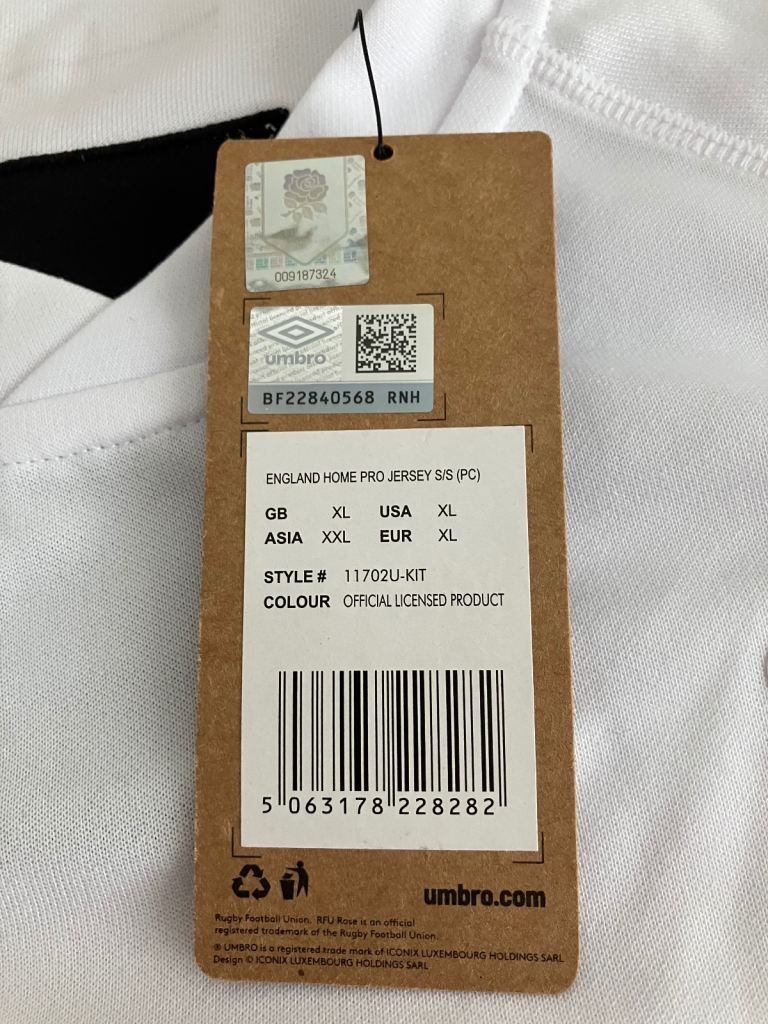 009187324
umbro
BF22840568 RNH
ENGLAND HOME PRO JERSEY S/S (PC)
GB XL USA XL
ASIA XXL EUR XL
STYLE # 11702U-KIT
COLOUR OFFICIAL LICENSED PRODUCT
5 063178 228282
umbro.com
Rugby Football Union. RFU Rose is an official
registered trademark of the Rugby Football Union.
® UMBRO is a registered trade mark of ICONIX LUXEMBOURG HOLDINGS SARL
Design © ICONIX LUXEMBOURG HOLDINGS SARL